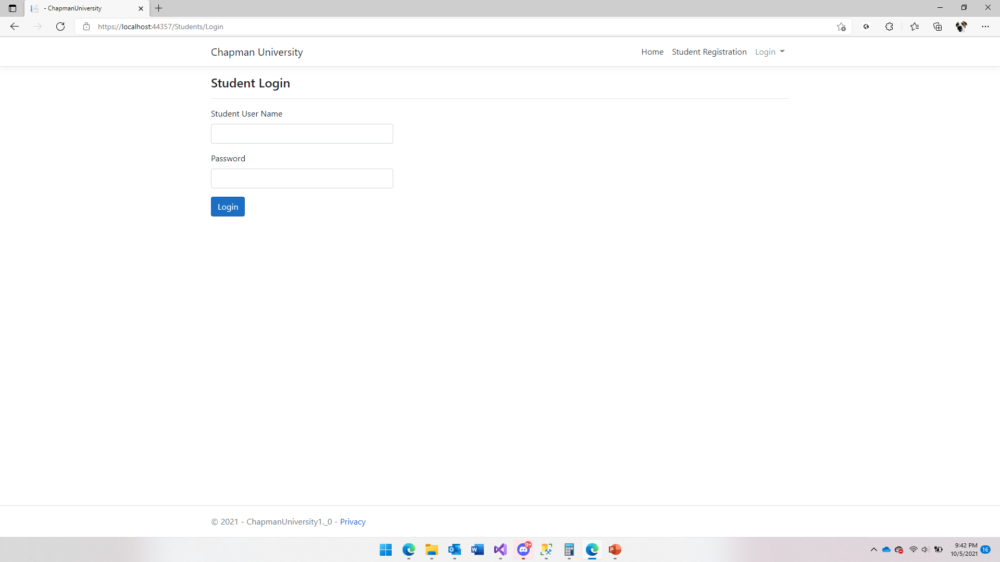 - ChapmanUniversity
https://localhost:44357/Students/Login
Chapman University
Home
Student Registration
Login
Student Login
Student User Name
Password
Login
© 2021 - ChapmanUniversity1._0 - Privacy
9+
9:42 PM
10/5/2021
16